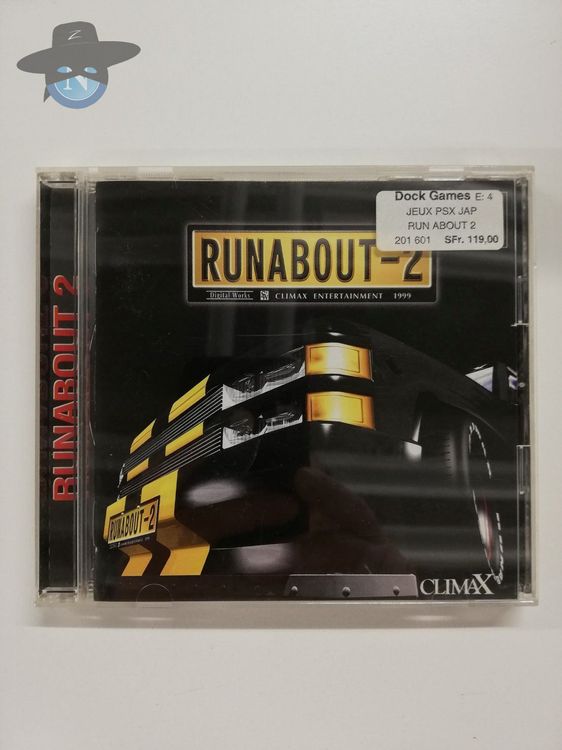 Z
N
Dock Games E: 4
JEUX PSX JAP
RUN ABOUT 2
201 601 SFr. 119,00
RUNABOUT-2
Digital Works CLIMAX ENTERTAINMENT 1999
RUNABOUT 2
RUNABOUT-2
CLIMAX